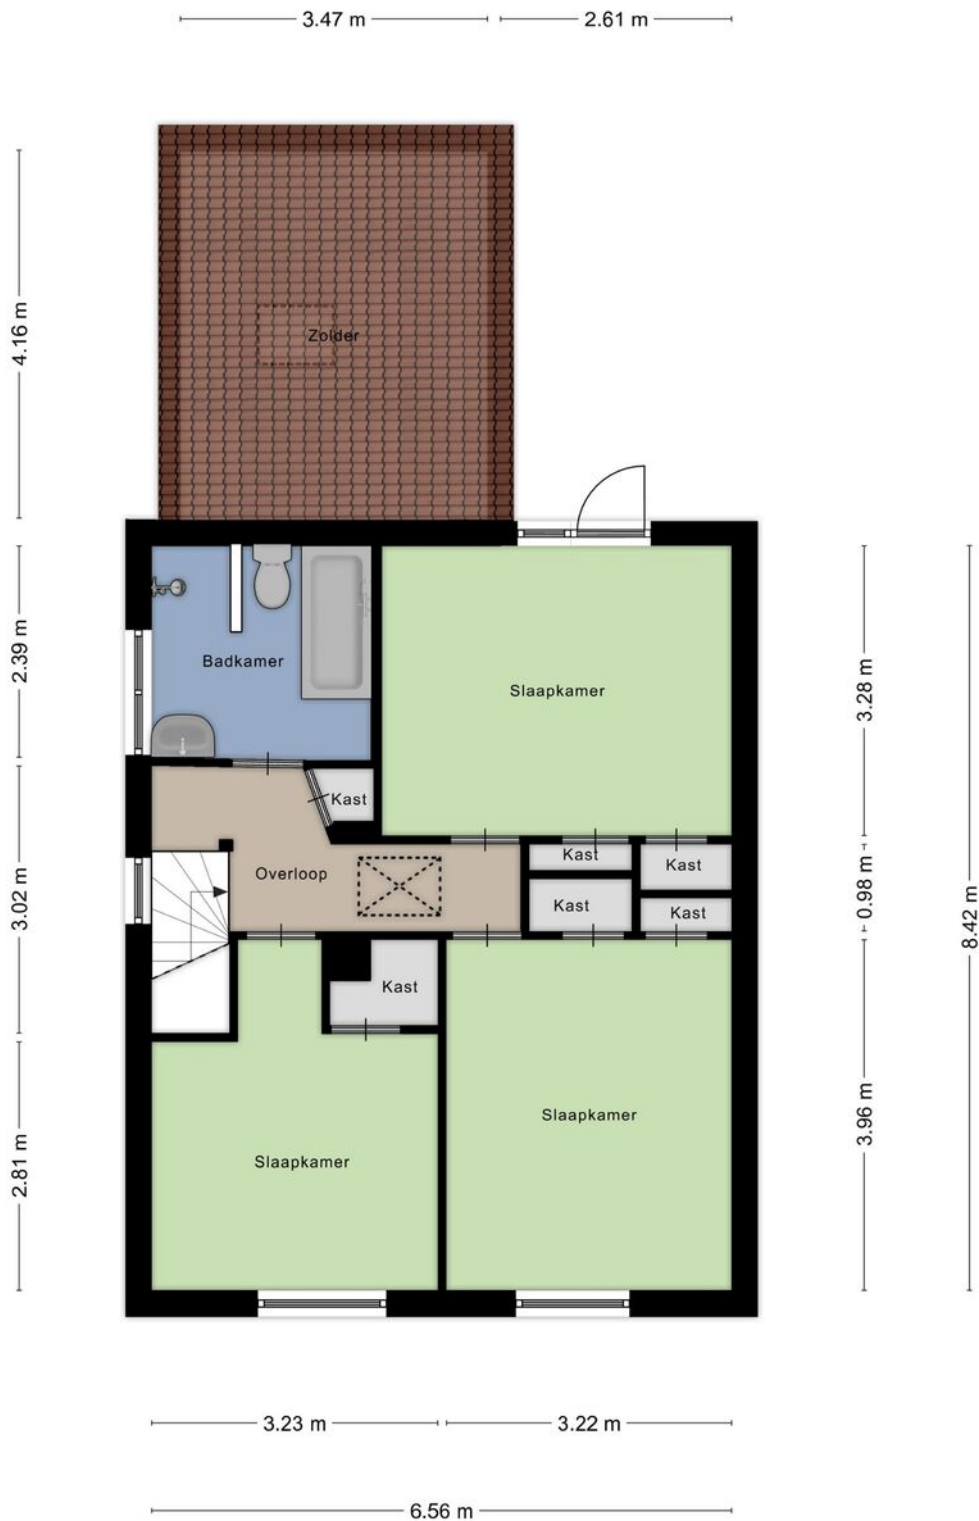 3.47 m
2.61 m
4.16 m
Zolder
2.39 m
Badkamer
Slaapkamer
3.28 m
Kast
3.02 m
Overloop
Kast
Kast
Kast
Kast
0.98 m
8.42 m
Kast
2.81 m
Slaapkamer
Slaapkamer
3.96 m
3.23 m
3.22 m
6.56 m